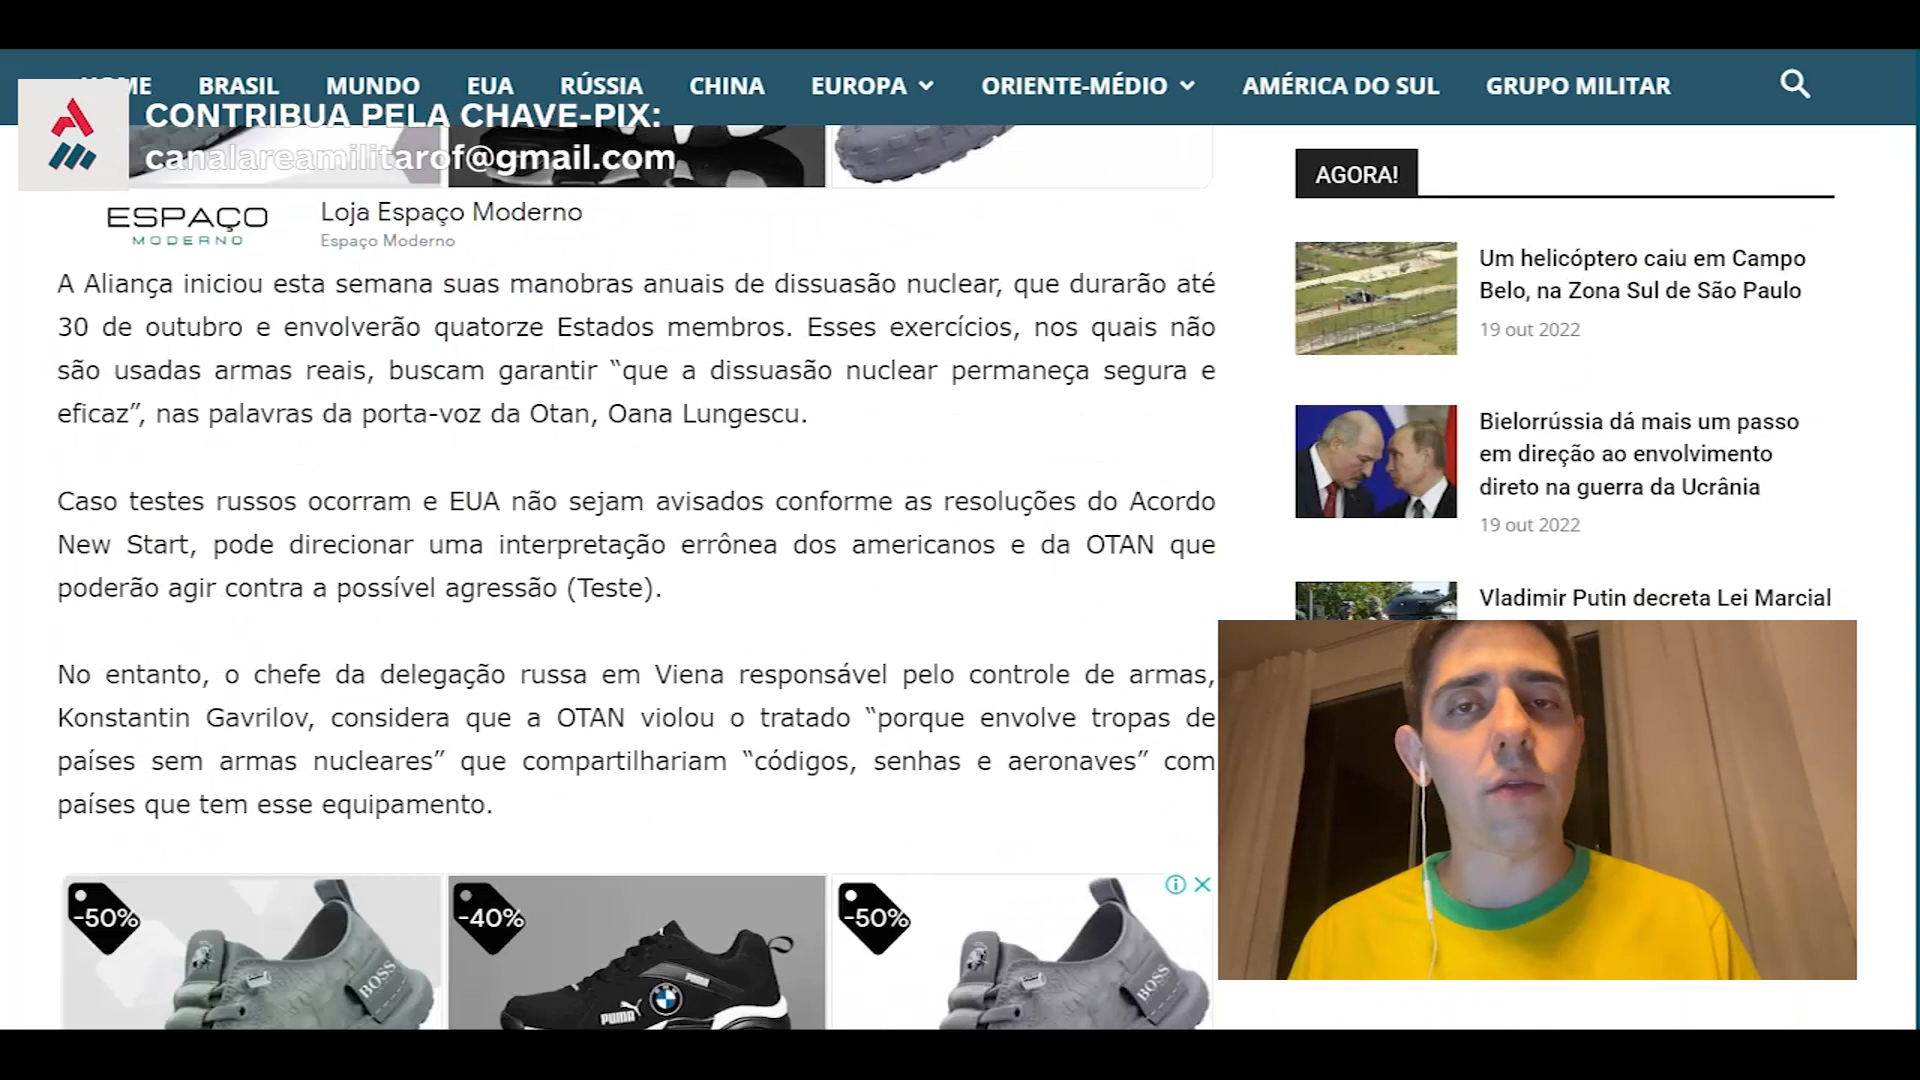 HOME BRASIL MUNDO EUA RÚSSIA CHINA EUROPA ORIENTE-MÉDIO AMÉRICA DO SUL GRUPO MILITAR
CONTRIBUA PELA CHAVE-PIX:
canalareamilitarof@gmail.com
ESPAÇO
MODERNO
Loja Espaço Moderno
Espaço Moderno
A Aliança iniciou esta semana suas manobras anuais de dissuasão nuclear, que durarão até
30 de outubro e envolverão quatorze Estados membros. Esses exercícios, nos quais não
são usadas armas reais, buscam garantir “que a dissuasão nuclear permaneça segura e
eficaz”, nas palavras da porta-voz da Otan, Oana Lungescu.
Caso testes russos ocorram e EUA não sejam avisados conforme as resoluções do Acordo
New Start, pode direcionar uma interpretação errônea dos americanos e da OTAN que
poderão agir contra a possível agressão (Teste).
No entanto, o chefe da delegação russa em Viena responsável pelo controle de armas,
Konstantin Gavrilov, considera que a OTAN violou o tratado “porque envolve tropas de
países sem armas nucleares” que compartilhariam “códigos, senhas e aeronaves” com
países que tem esse equipamento.
-50%
BOSS
-40%
PUMA
PUMA
BMW
-50%
BOSS
AGORA!
Um helicóptero caiu em Campo
Belo, na Zona Sul de São Paulo
19 out 2022
Bielorrússia dá mais um passo
em direção ao envolvimento
direto na guerra da Ucrânia
19 out 2022
Vladimir Putin decreta Lei Marcial